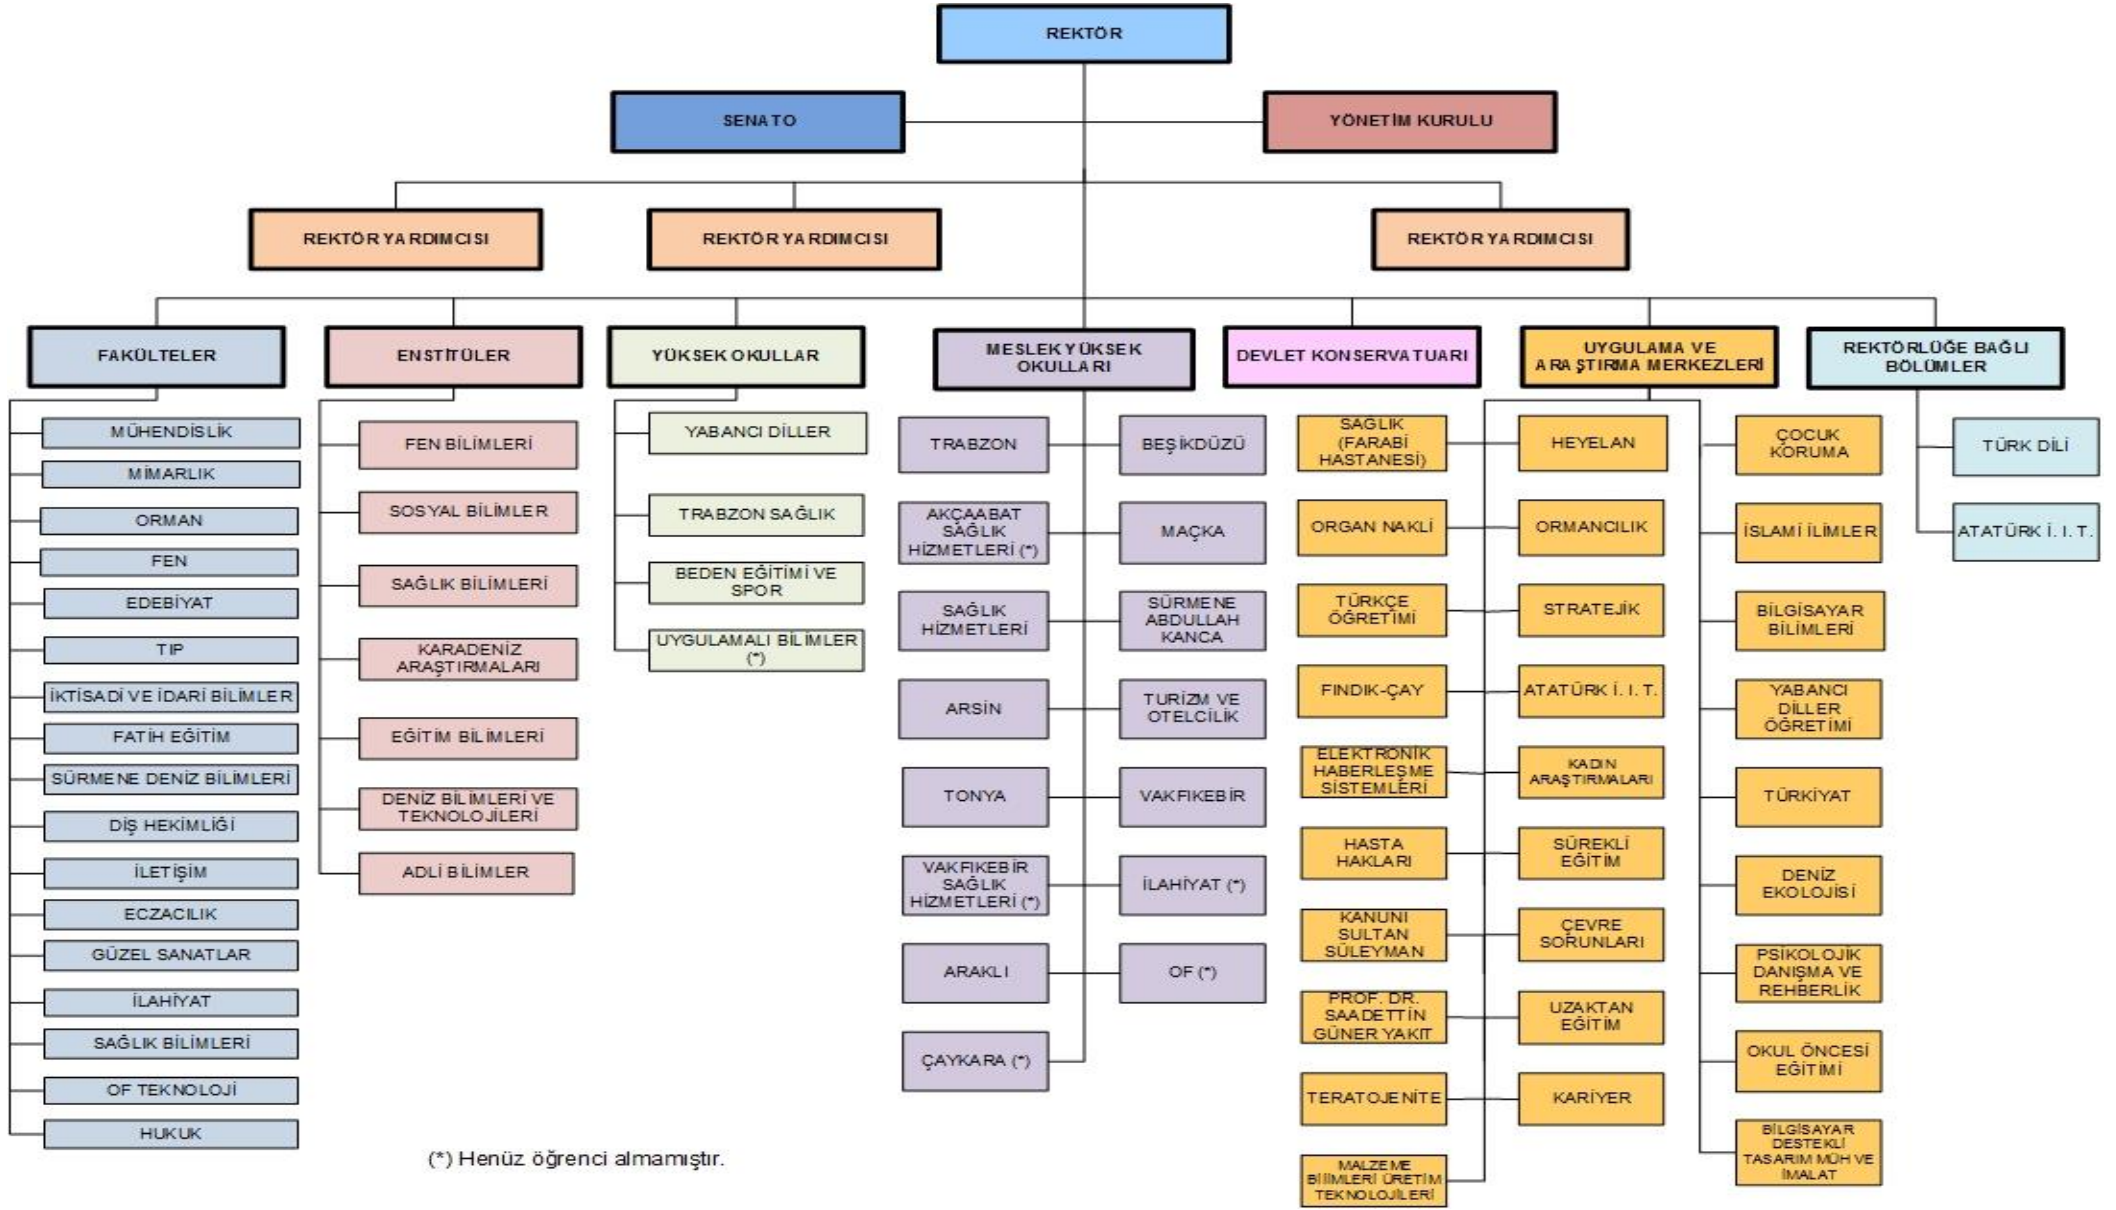 REKTÖR
SENATO
YÖNETİM KURULU
REKTÖR YARDIMCISI
REKTÖR YARDIMCISI
REKTÖR YARDIMCISI
FAKÜLTELER
MÜHENDİSLİK
MİMARLIK
ORMAN
FEN
EDEBİYAT
TIP
İKTİSADİ VE İDARİ BİLİMLER
FATİH EĞİTİM
SÜRMENE DENİZ BİLİMLERİ
DİŞ HEKİMLİĞİ
İLETİŞİM
ECZACILIK
GÜZEL SANATLAR
İLAHİYAT
SAĞLIK BİLİMLERİ
OF TEKNOLOJİ
HUKUK
ENSTİTÜLER
FEN BİLİMLERİ
SOSYAL BİLİMLER
SAĞLIK BİLİMLERİ
KARADENİZ
ARAŞTIRMALARI
EĞİTİM BİLİMLERİ
DENİZ BİLİMLERİ VE
TEKNOLOJİLERİ
ADLİ BİLİMLER
YÜKSEK OKULLAR
YABANCI DİLLER
TRABZON SAĞLIK
BEDEN EĞİTİMİ VE
SPOR
UYGULAMALI BİLİMLER
(*)
MESLEK YÜKSEK
OKULLARI
TRABZON
AKÇAABAT
SAĞLIK
HİZMETLERİ (*)
SAĞLIK
HİZMETLERİ
ARSİN
TONYA
VAKFIKEBİR
SAĞLIK
HİZMETLERİ (*)
ARAKLI
ÇAYKARA (*)
BEŞİKDÜZÜ
MAÇKA
SÜRMENE
ABDULLAH
KANCA
TURİZM VE
OTELCİLİK
VAKFIKEBİR
İLAHİYAT (*)
OF (*)
DEVLET KONSERVATUARI
UYGULAMA VE
ARAŞTIRMA MERKEZLERİ
SAĞLIK
(FARABİ
HASTANESİ)
ORGAN NAKLİ
TÜRKÇE
ÖĞRETİMİ
FINDIK-ÇAY
ELEKTRONİK
HABERLEŞME
SİSTEMLERİ
HASTA
HAKLARI
KANUNİ
SULTAN
SÜLEYMAN
PROF. DR.
SAADETTİN
GÜNER YAKIT
TERATOJENİTE
MALZEME
BİlİMLERİ ÜRETİM
TEKNOLOJİLERİ
HEYELAN
ORMANCILIK
STRATEJİK
ATATÜRK İ. I. T.
KADIN
ARAŞTIRMALARI
SÜREKLİ
EĞİTİM
ÇEVRE
SORUNLARI
UZAKTAN
EĞİTİM
KARİYER
ÇOCUK
KORUMA
İSLAMİ İLİMLER
BİLGİSAYAR
BİLİMLERİ
YABANCI
DİLLER
ÖĞRETİMİ
TÜRKİYAT
DENİZ
EKOLOJİSİ
PSİKOLOJİK
DANIŞMA VE
REHBERLİK
OKUL ÖNCESİ
EĞİTİMİ
BİLGİSAYAR
DESTEKLİ
TASARIM MÜH VE
İMALAT
REKTÖRLÜĞE BAĞLI
BÖLÜMLER
TÜRK DİLİ
ATATÜRK İ. I. T.
(*) Henüz öğrenci almamıştır.